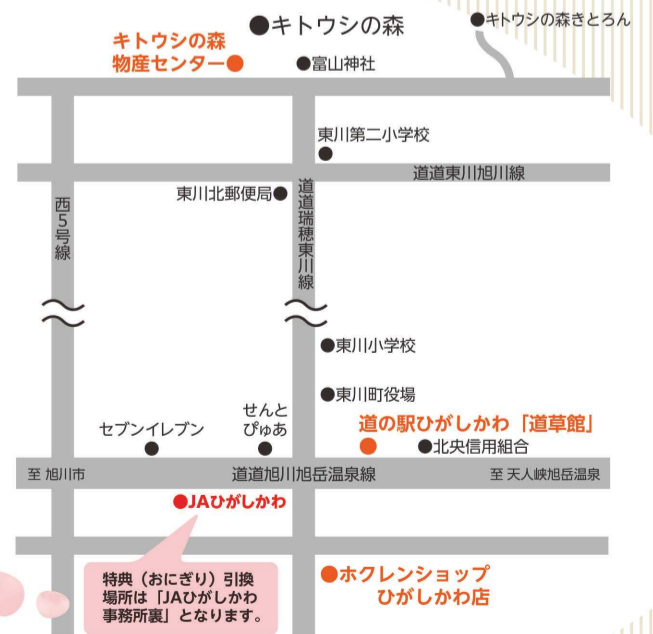 ●キトウシの森
●キトウシの森きとろん
キトウシの森
物産センター●
●富山神社
東川第二小学校
道道東川旭川線
東川北郵便局●
道道瑞穂東川線
西5号線
●東川小学校
●東川町役場
せんと
ぴゅあ
セブンイレブン
道の駅ひがしかわ「道草館」
●北央信用組合
至 旭川市
道道旭川旭岳温泉線
至 天人峡旭岳温泉
●JAひがしかわ
特典（おにぎり）引換
場所は「JAひがしかわ
事務所裏」となります。
●ホクレンショップ
ひがしかわ店